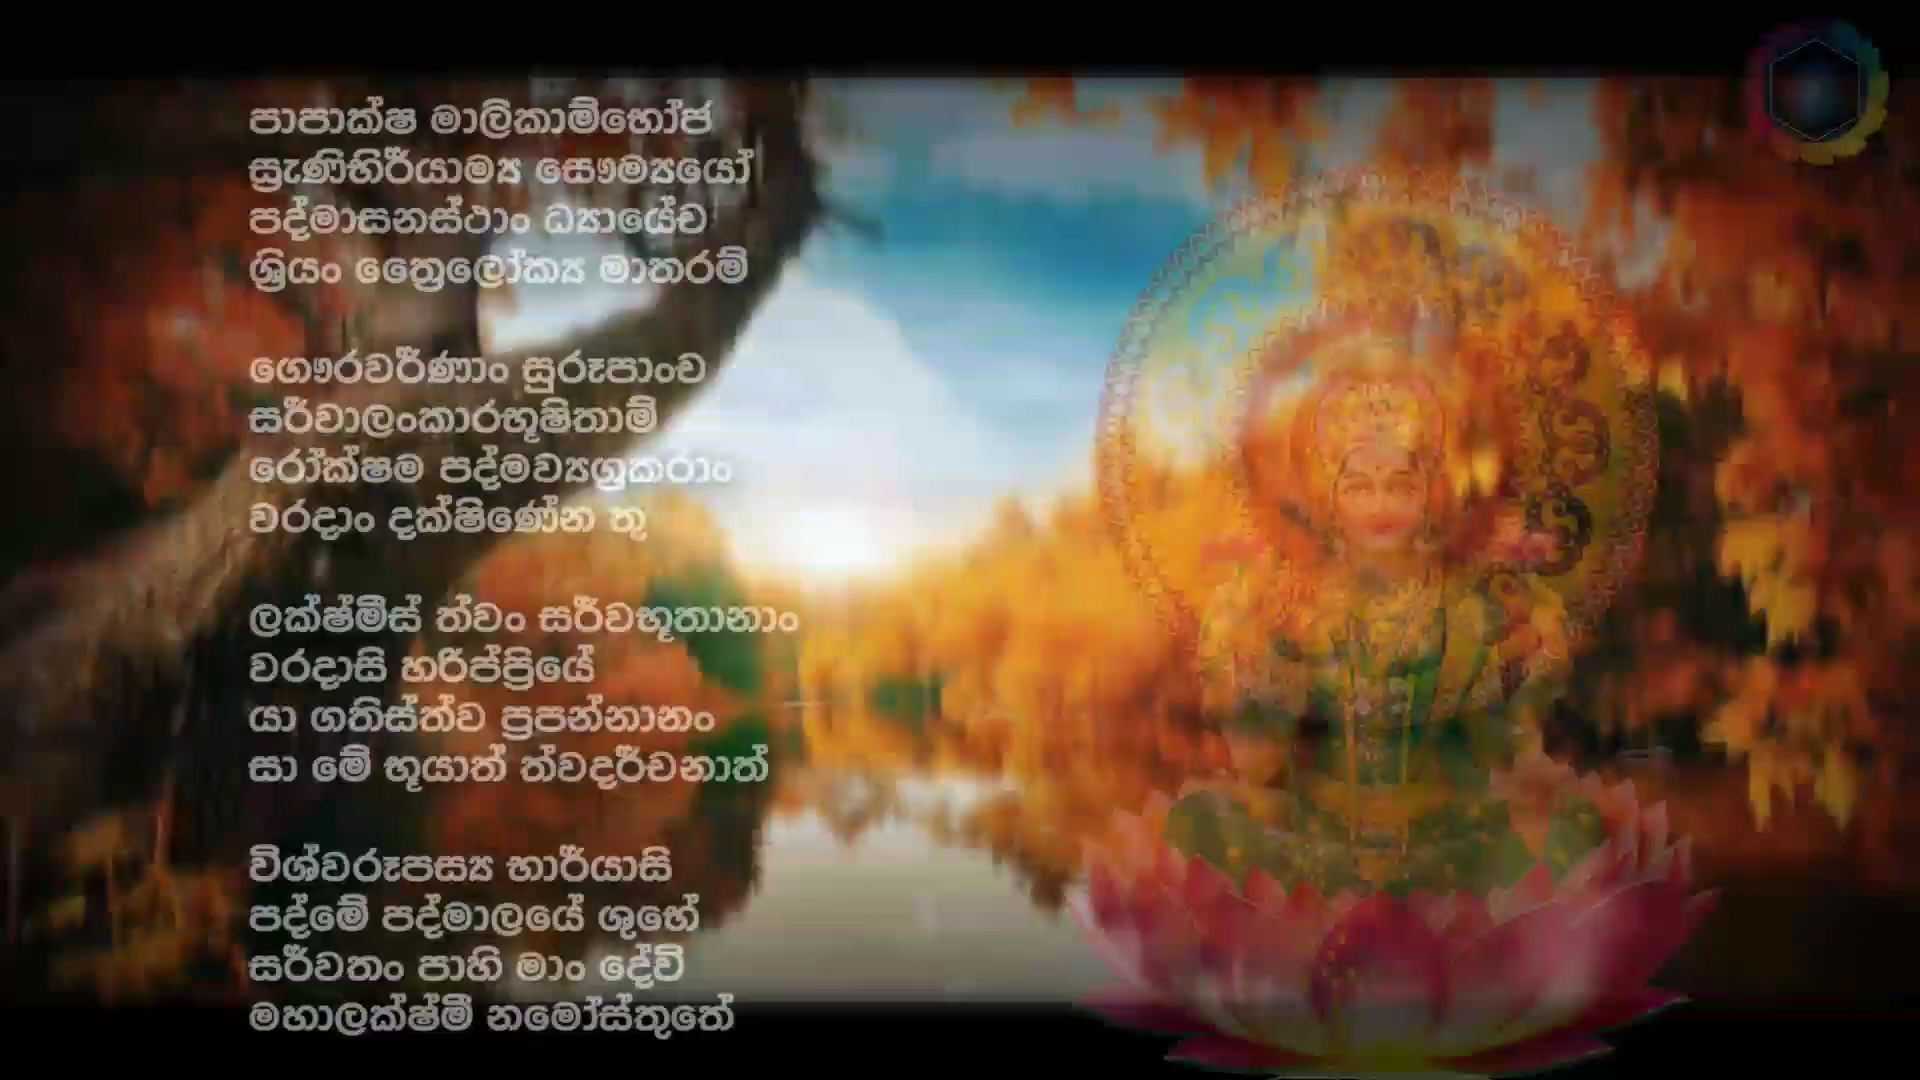 පාපාක්ෂ මාලිකාම්භෝජ
සෘණිභිර්යාම්‍ය සෞම්‍යයෝ
පද්මාසනස්ථාං ධ්‍යායේච
ශ්‍රියං ත්‍රෛලෝක්‍ය මාතරම්
ගෞරවර්ණාං සුරූපාංච
සර්වාලංකාරභූෂිතාම්
රෝක්ෂම පද්මව්‍යග්‍රකරාං
වරදාං දක්ෂිණේන තු
ලක්ෂ්මීස් ත්වං සර්වභූතානාං
වරදාසි හරිප්ප්‍රියේ
යා ගතිස්ත්ව ප්‍රපන්නානං
සා මේ භූයාත් ත්වදර්චනාත්
විශ්වරූපස්‍ය භාර්යාසි
පද්මේ පද්මාලයේ ශුභේ
සර්වතං පාහි මාං දේවි
මහාලක්ෂ්මී නමෝස්තුතේ